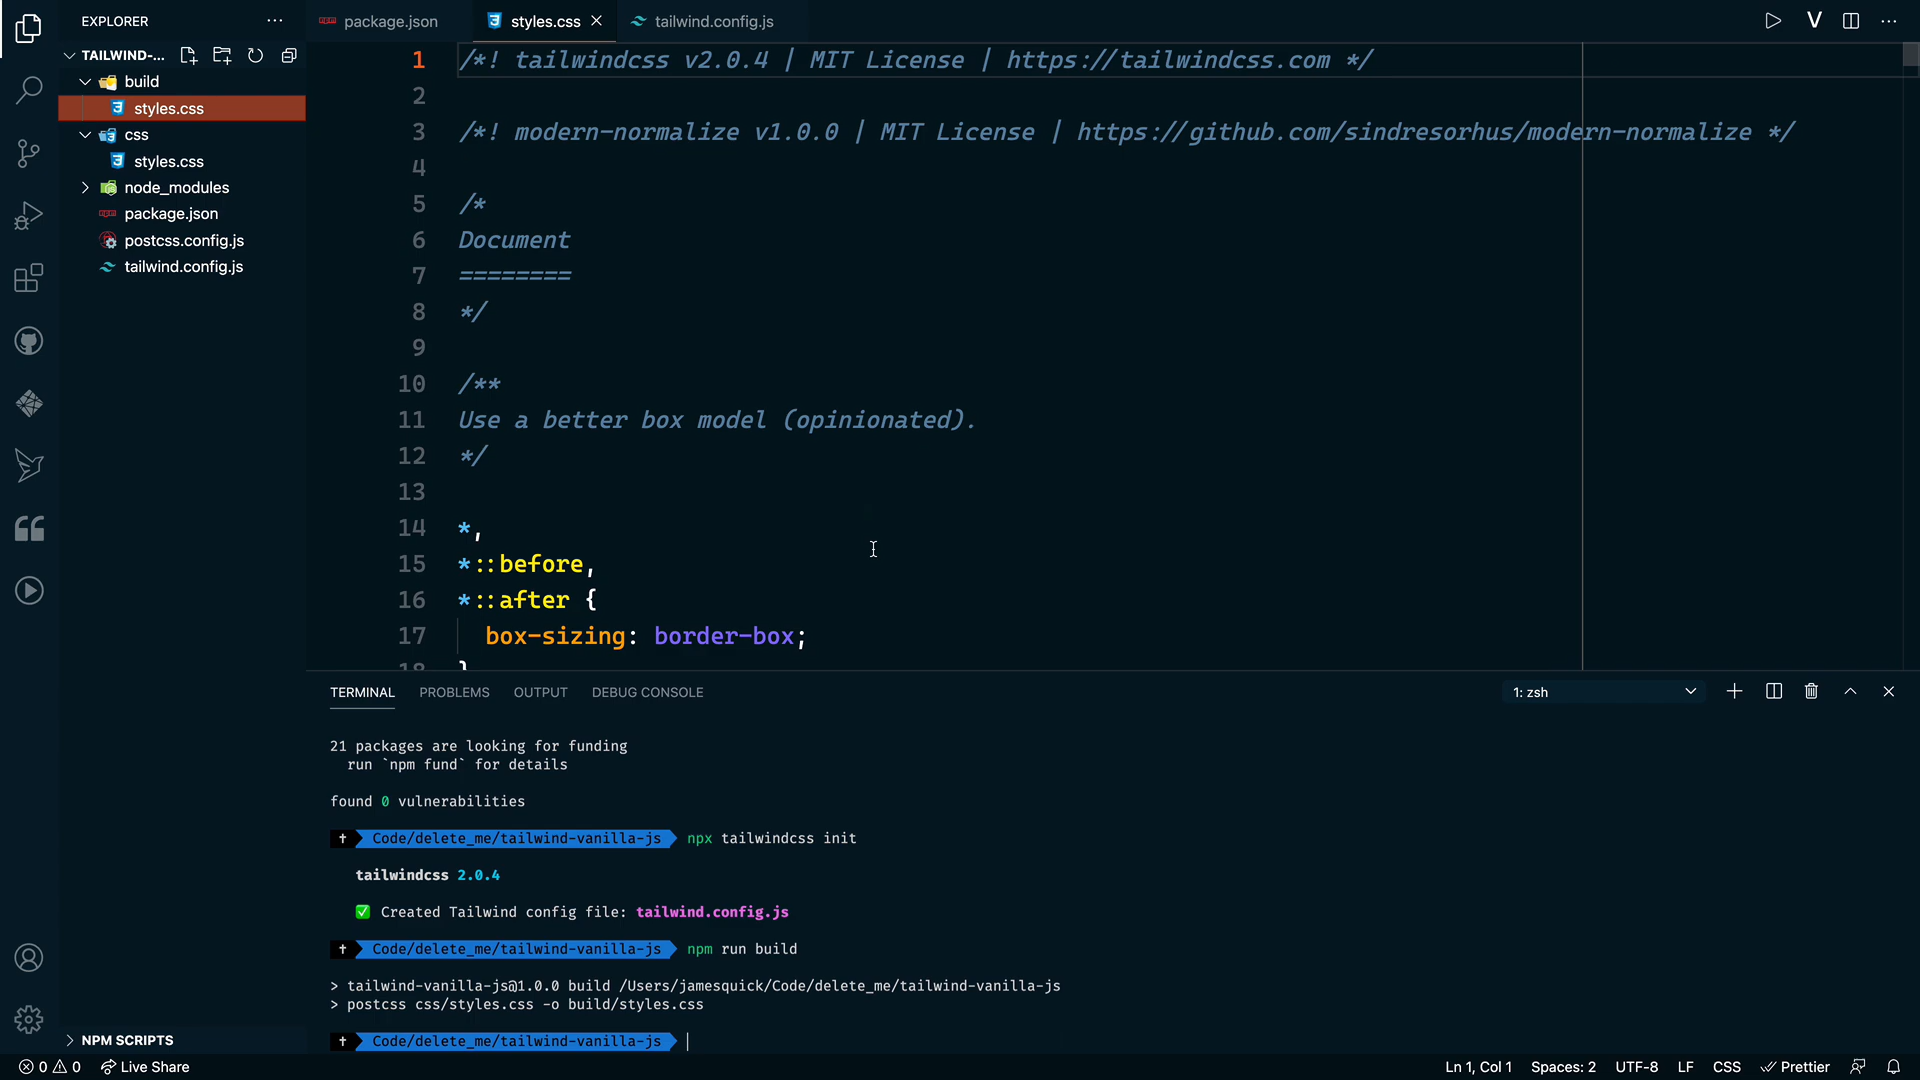 EXPLORER
TAILWIND-...
build
styles.css
css
styles.css
node_modules
package.json
postcss.config.js
tailwind.config.js
NPM SCRIPTS
package.json
styles.css
tailwind.config.js
V
1 /*! tailwindcss v2.0.4 | MIT License | https://tailwindcss.com */
2
3 /*! modern-normalize v1.0.0 | MIT License | https://github.com/sindresorhus/modern-normalize */
4
5 /*
6 Document
7 ========
8 */
9
10 /**
11 Use a better box model (opinionated).
12 */
13
14 *,
15 *::before,
16 *::after {
17 box-sizing: border-box;
18 }
TERMINAL PROBLEMS OUTPUT DEBUG CONSOLE
1: zsh
21 packages are looking for funding
run `npm fund` for details
found 0 vulnerabilities
Code/delete_me/tailwind-vanilla-js npx tailwindcss init
tailwindcss 2.0.4
✅ Created Tailwind config file: tailwind.config.js
Code/delete_me/tailwind-vanilla-js npm run build
> tailwind-vanilla-js@1.0.0 build /Users/jamesquick/Code/delete_me/tailwind-vanilla-js
> postcss css/styles.css -o build/styles.css
Code/delete_me/tailwind-vanilla-js
0 0 Live Share
Ln 1, Col 1 Spaces: 2 UTF-8 LF CSS Prettier